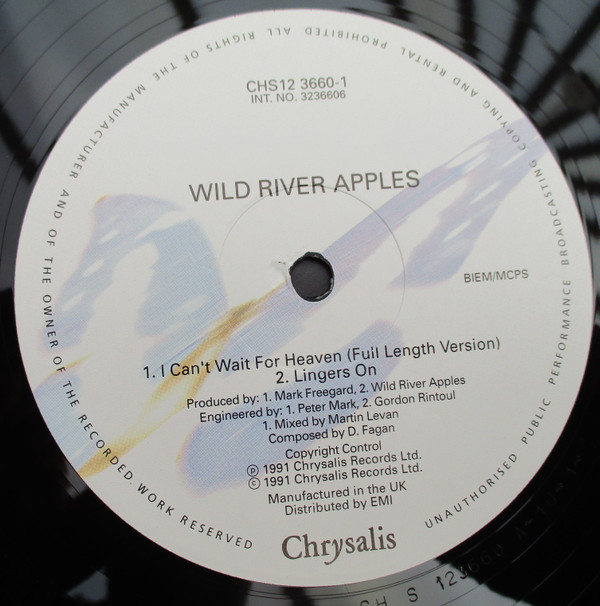 CHS12 3660-1
INT. NO. 3236606
WILD RIVER APPLES
BIEM/MCPS
1. I Can't Wait For Heaven (Full Length Version)
2. Lingers On
Produced by: 1. Mark Freegard, 2. Wild River Apples
Engineered by: 1. Peter Mark, 2. Gordon Rintoul
1. Mixed by Martin Levan
Composed by D. Fagan
Copyright Control
℗ 1991 Chrysalis Records Ltd.
© 1991 Chrysalis Records Ltd.
Manufactured in the UK
Distributed by EMI
Chrysalis
ALL RIGHTS OF THE MANUFACTURER AND OF THE OWNER OF THE RECORDED WORK RESERVED
UNAUTHORISED PUBLIC PERFORMANCE BROADCASTING COPYING AND RENTAL PROHIBITED
CH S 123660 A